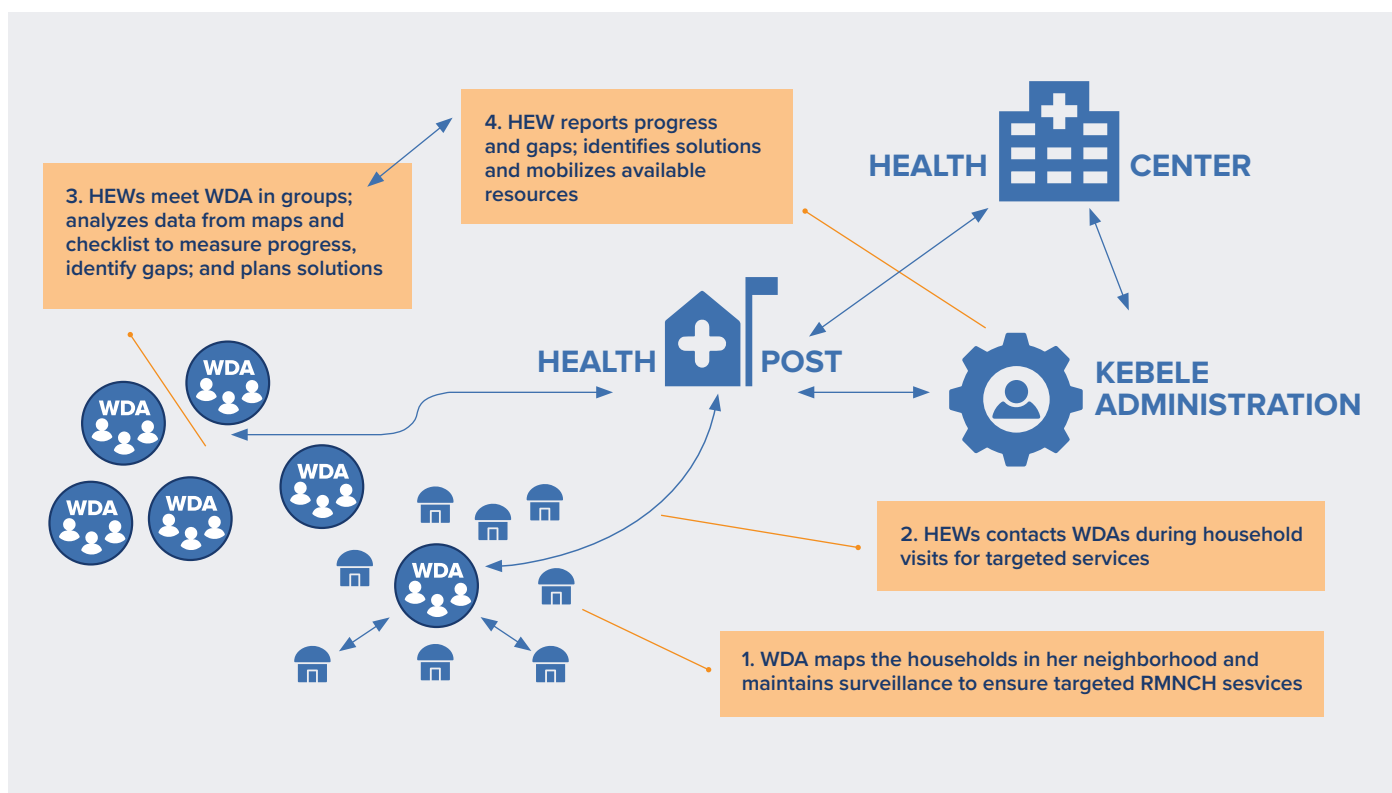 4. HEW reports progress
and gaps; identifies solutions
and mobilizes available
resources
HEALTH CENTER
3. HEWs meet WDA in groups;
analyzes data from maps and
checklist to measure progress,
identify gaps; and plans solutions
HEALTH POST
KEBELE
ADMINISTRATION
WDA
WDA
WDA
WDA
WDA
WDA
2. HEWs contacts WDAs during household
visits for targeted services
1. WDA maps the households in her neighborhood and
maintains surveillance to ensure targeted RMNCH sesvices